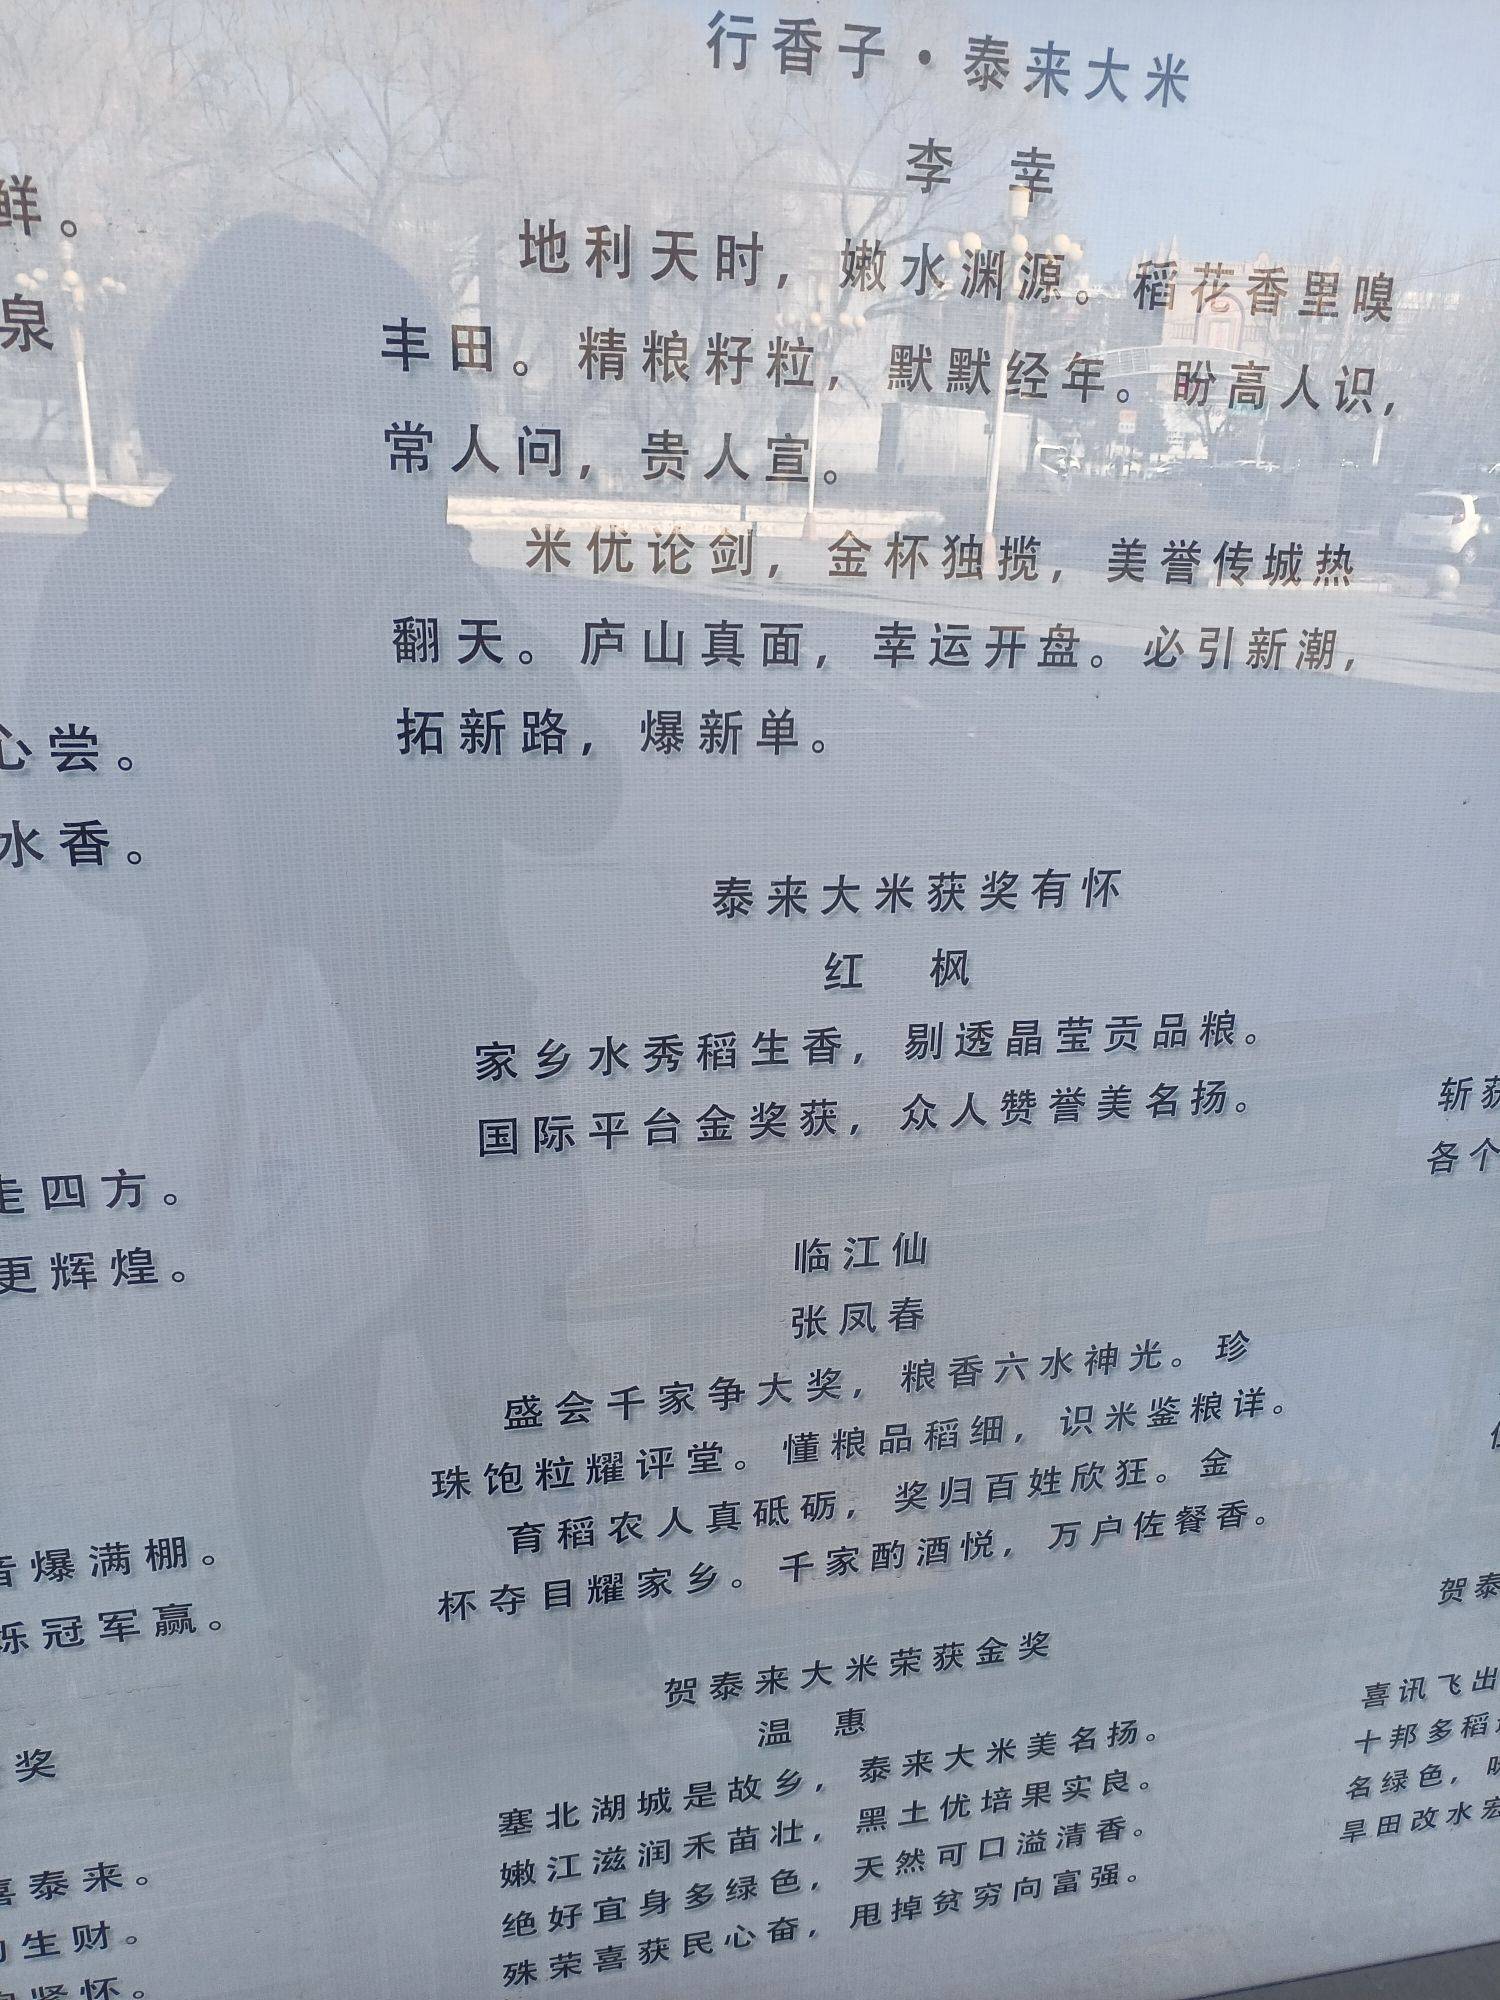 鲜。
泉
心尝。
水香。
走四方。
更辉煌。
音爆满棚。
烁冠军赢。
奖
喜泰来。
生财。
紧怀。
行香子·泰来大米
李 幸
地利天时，嫩水渊源。稻花香里嗅
丰田。精粮籽粒，默默经年。盼高人识，
常人问，贵人宣。
米优论剑，金杯独揽，美誉传城热
翻天。庐山真面，幸运开盘。必引新潮，
拓新路，爆新单。
泰来大米获奖有怀
红 枫
家乡水秀稻生香，剔透晶莹贡品粮。
国际平台金奖获，众人赞誉美名扬。
临江仙
张凤春
盛会千家争大奖，粮香六水神光。珍
珠饱粒耀评堂。懂粮品稻细，识米鉴粮详。
育稻农人真砥砺，奖归百姓欣狂。金
杯夺目耀家乡。千家酌酒悦，万户佐餐香。
贺泰来大米荣获金奖
温 惠
塞北湖城是故乡，泰来大米美名扬。
嫩江滋润禾苗壮，黑土优培果实良。
绝好宜身多绿色，天然可口溢清香。
殊荣喜获民心奋，甩掉贫穷向富强。
斩获
各个
贺泰
喜讯飞出
十邦多稻
名绿色，
旱田改水宏